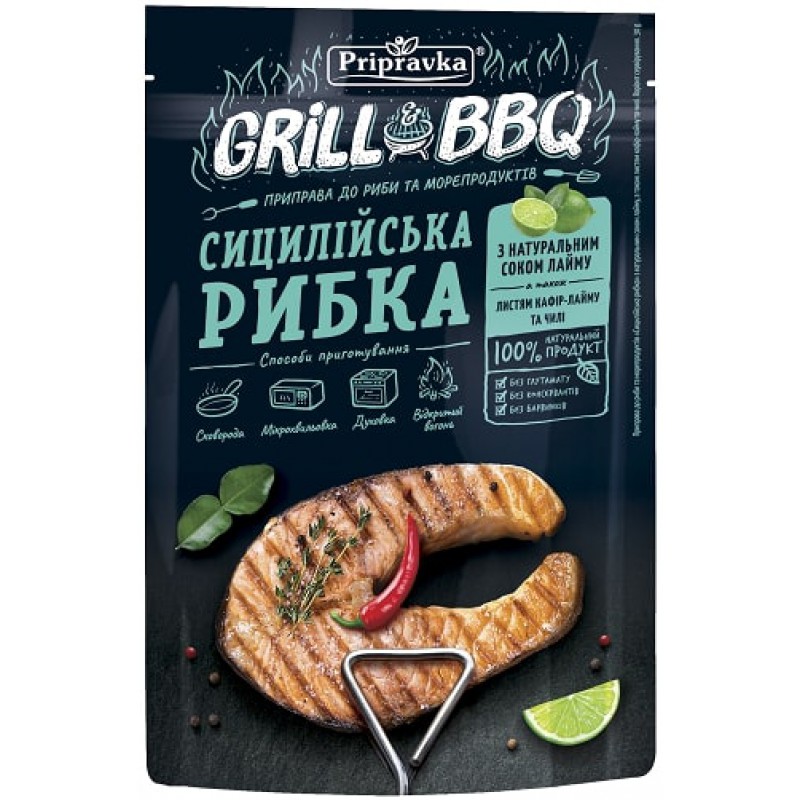 Pripravka®
GRiLL & BBQ
ПРИПРАВА ДО РИБИ ТА МОРЕПРОДУКТІВ
СИЦИЛІЙСЬКА
РИБКА
Способи приготування
Сковорода
Мікрохвильовка
Духовка
Відкритий
вогонь
З НАТУРАЛЬНИМ
СОКОМ ЛАЙМУ
а також
ЛИСТЯМ КАФІР-ЛАЙМУ
ТА ЧИЛІ
100% НАТУРАЛЬНИЙ
ПРОДУКТ
БЕЗ ГЛУТАМАТУ
БЕЗ КОНСЕРВАНТІВ
БЕЗ БАРВНИКІВ